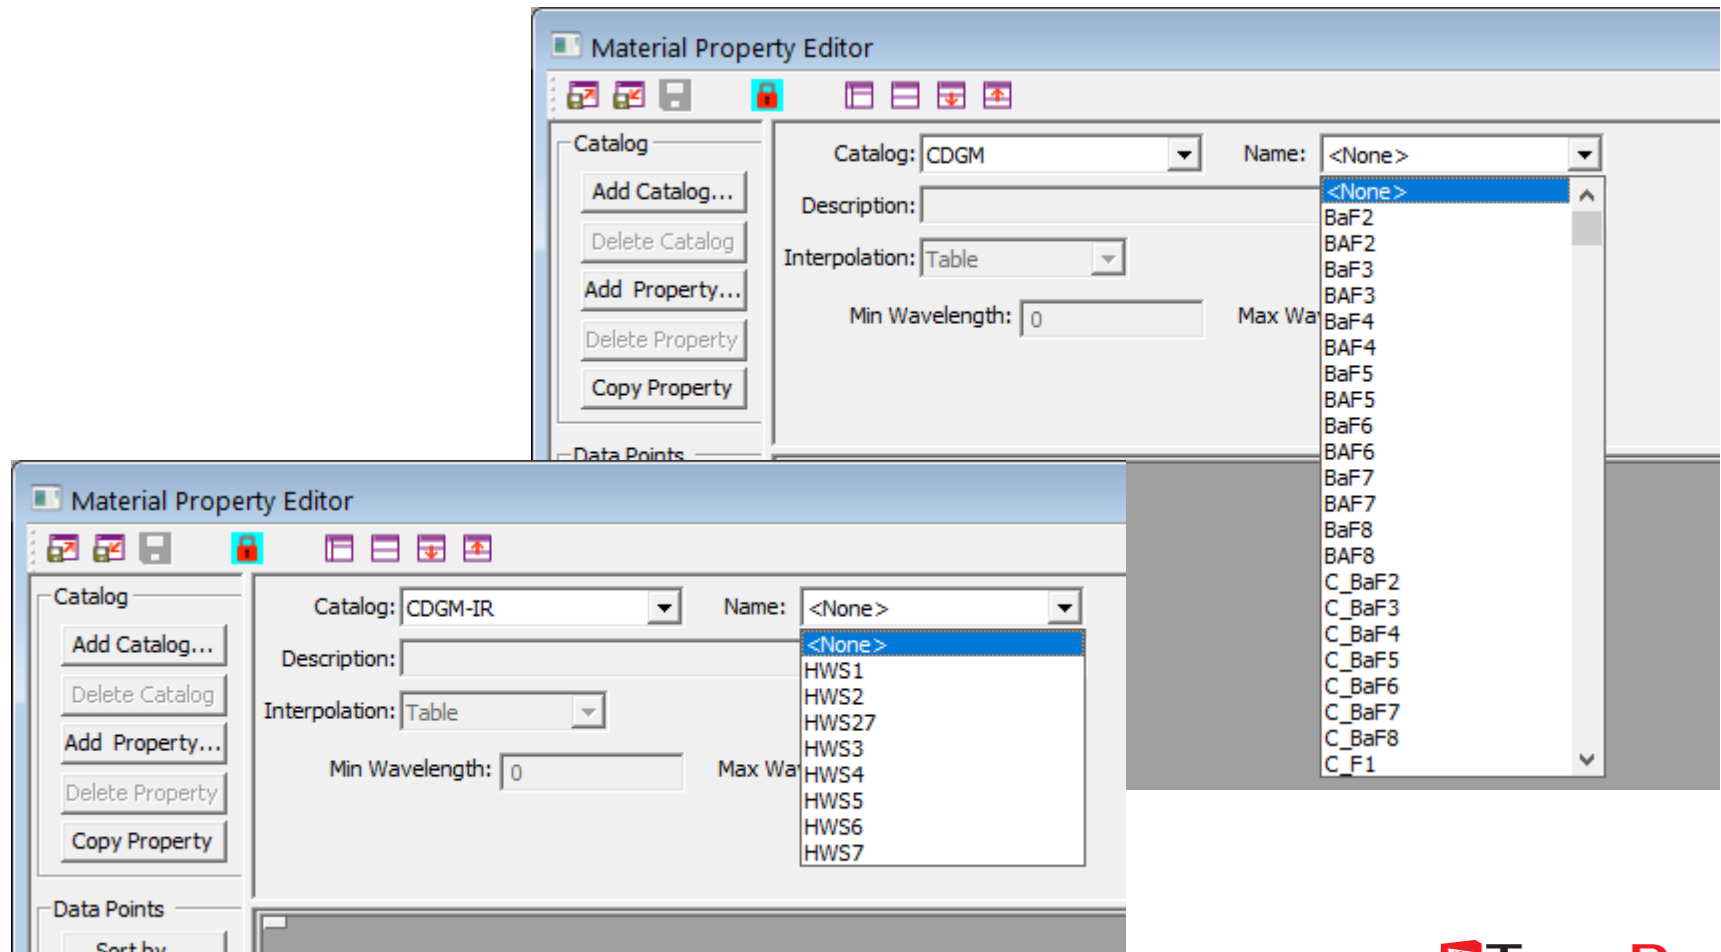 Material Property Editor
Catalog
Add Catalog...
Delete Catalog
Add Property...
Delete Property
Copy Property
Data Points
Catalog: CDGM
Name: <None>
Description:
Interpolation: Table
Min Wavelength: 0
Max Wa
<None>
BaF2
BAF2
BaF3
BAF3
BaF4
BAF4
BaF5
BAF5
BaF6
BAF6
BaF7
BAF7
BaF8
BAF8
C_BaF2
C_BaF3
C_BaF4
C_BaF5
C_BaF6
C_BaF7
C_BaF8
C_F1
Material Property Editor
Catalog
Add Catalog...
Delete Catalog
Add Property...
Delete Property
Copy Property
Data Points
Sort by
Catalog: CDGM-IR
Name: <None>
Description:
Interpolation: Table
Min Wavelength: 0
Max Wa
<None>
HWS1
HWS2
HWS27
HWS3
HWS4
HWS5
HWS6
HWS7